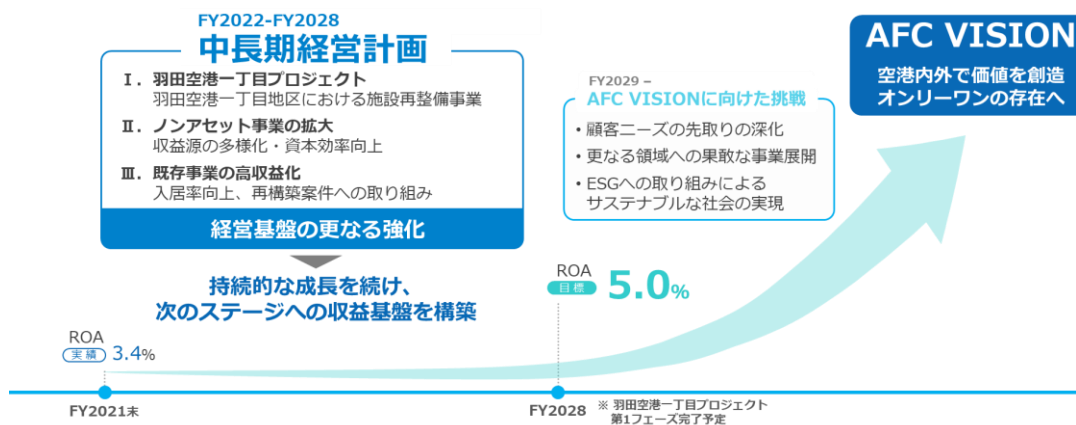 FY2022-FY2028
中長期経営計画
Ⅰ. 羽田空港一丁目プロジェクト
羽田空港一丁目地区における施設再整備事業
Ⅱ. ノンアセット事業の拡大
収益源の多様化・資本効率向上
Ⅲ. 既存事業の高収益化
入居率向上、再構築案件への取り組み
経営基盤の更なる強化
持続的な成長を続け、
次のステージへの収益基盤を構築
ROA
実績 3.4%
FY2021末
FY2029 –
AFC VISIONに向けた挑戦
・顧客ニーズの先取りの深化
・更なる領域への果敢な事業展開
・ESGへの取り組みによる
サステナブルな社会の実現
ROA
目標 5.0%
FY2028
※ 羽田空港一丁目プロジェクト
第1フェーズ完了予定
AFC VISION
空港内外で価値を創造
オンリーワンの存在へ